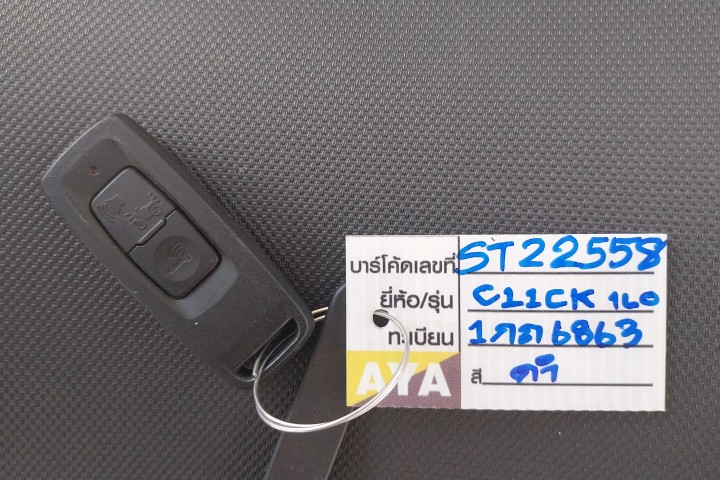 บาร์โค้ดเลขที่ ST22558
ยี่ห้อ/รุ่น CLICK 160
ทะเบียน 1กถ6863
สี ดำ
AYA